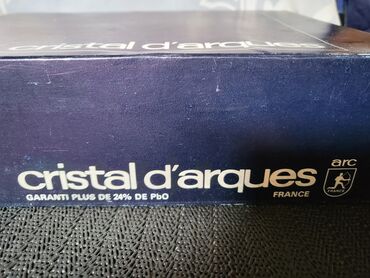 cristal d'arques
cristal d'arques
arc
FRANCE
GARANTI PLUS DE 24% DE PbO
FRANCE